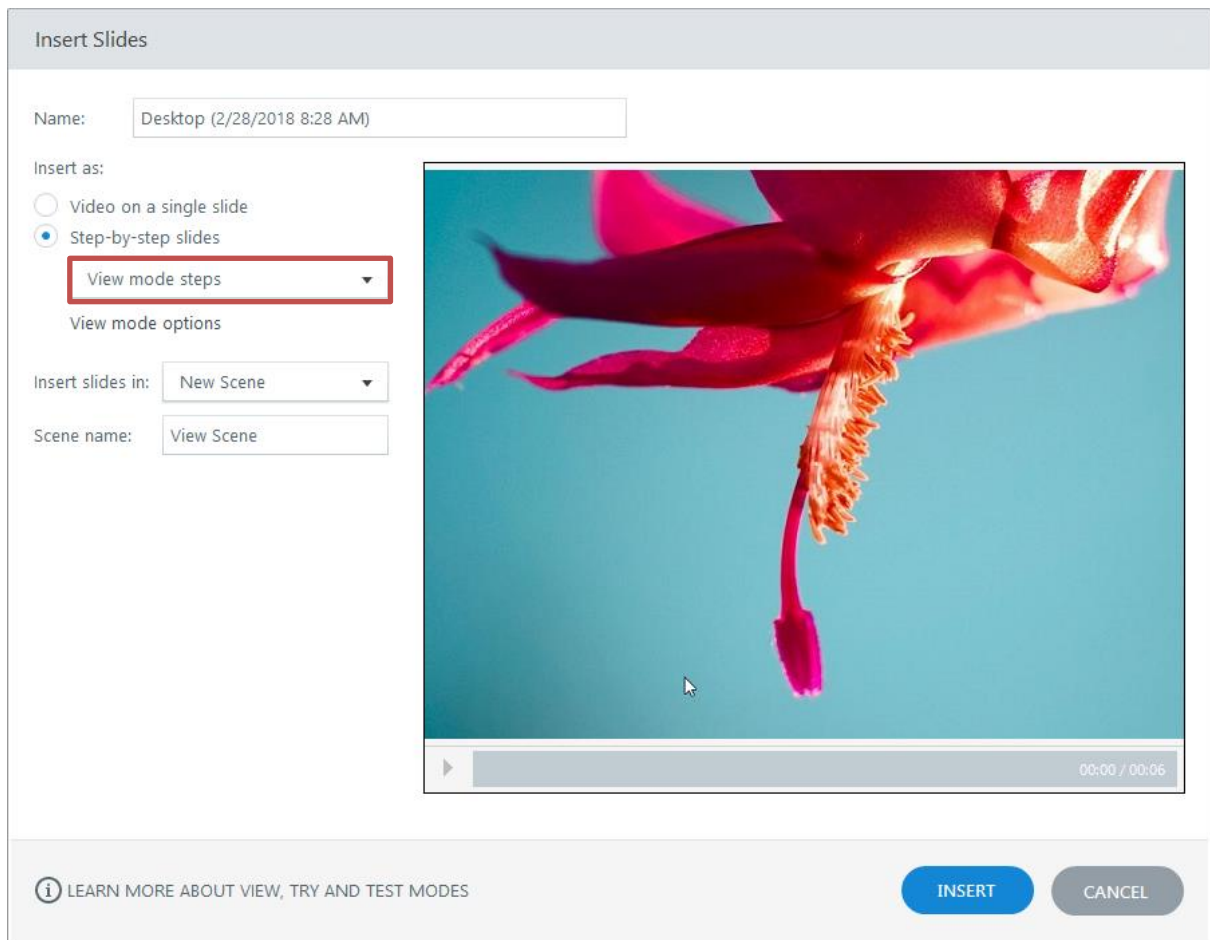 Insert Slides
Name: Desktop (2/28/2018 8:28 AM)
Insert as:
Video on a single slide
Step-by-step slides
View mode steps
View mode options
Insert slides in: New Scene
Scene name: View Scene
00:00 / 00:06
LEARN MORE ABOUT VIEW, TRY AND TEST MODES
INSERT CANCEL